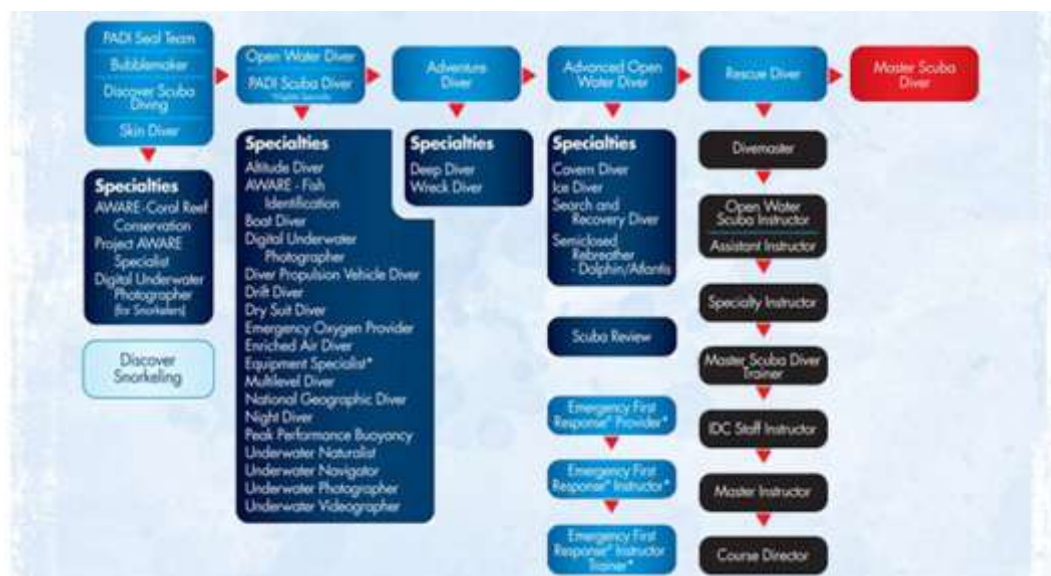 PADI Seal Team
Bubblemaker
Discover Scuba
Diving
Skin Diver
Specialties
AWARE - Coral Reef
Conservation
Project AWARE
Specialist
Digital Underwater
Photographer
(for Snorkelers)
Discover
Snorkeling
Open Water Diver
PADI Scuba Diver
Specialties
Altitude Diver
AWARE - Fish
Identification
Boat Diver
Digital Underwater
Photographer
Diver Propulsion Vehicle Diver
Drift Diver
Dry Suit Diver
Emergency Oxygen Provider
Enriched Air Diver
Equipment Specialist*
Multilevel Diver
National Geographic Diver
Night Diver
Peak Performance Buoyancy
Underwater Naturalist
Underwater Navigator
Underwater Photographer
Underwater Videographer
Adventure
Diver
Specialties
Deep Diver
Wreck Diver
Advanced Open
Water Diver
Specialties
Cavern Diver
Ice Diver
Search and
Recovery Diver
Semiclosed
Rebreather
- Dolphin/Atlantis
Scuba Review
Emergency First
Response® Provider*
Emergency First
Response® Instructor*
Emergency First
Response® Instructor
Trainer*
Rescue Diver
Divemaster
Open Water
Scuba Instructor
Assistant Instructor
Specialty Instructor
Master Scuba Diver
Trainer
IDC Staff Instructor
Master Instructor
Course Director
Master Scuba
Diver